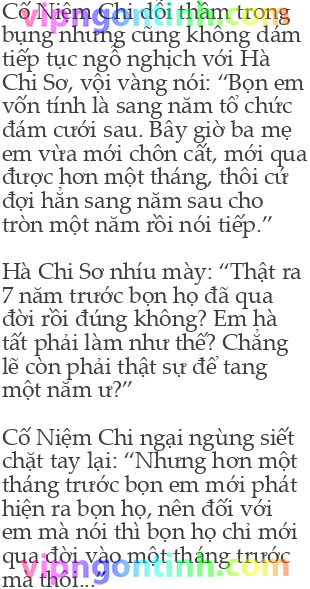 Cố Niệm Chi dỗi thầm trong
bụng nhưng cũng không dám
tiếp tục ngỗ nghịch với Hà
Chi Sơ, vội vàng nói: “Bọn em
vốn tính là sang năm tổ chức
đám cưới sau. Bây giờ ba mẹ
em vừa mới chôn cất, mới qua
được hơn một tháng, thôi cứ
đợi hẳn sang năm sau cho
tròn một năm rồi nói tiếp.”
Hà Chi Sơ nhíu mày: “Thật ra
7 năm trước bọn họ đã qua
đời rồi đúng không? Em hà
tất phải làm như thế? Chẳng
lẽ còn phải thật sự để tang
một năm ư?”
Cố Niệm Chi ngại ngùng siết
chặt tay lại: “Nhưng hơn một
tháng trước bọn em mới phát
hiện ra bọn họ, nên đối với
em mà nói thì bọn họ chỉ mới
qua đời vào một tháng trước
mà thôi...”
vipngontinh.com
vipngontinh.com